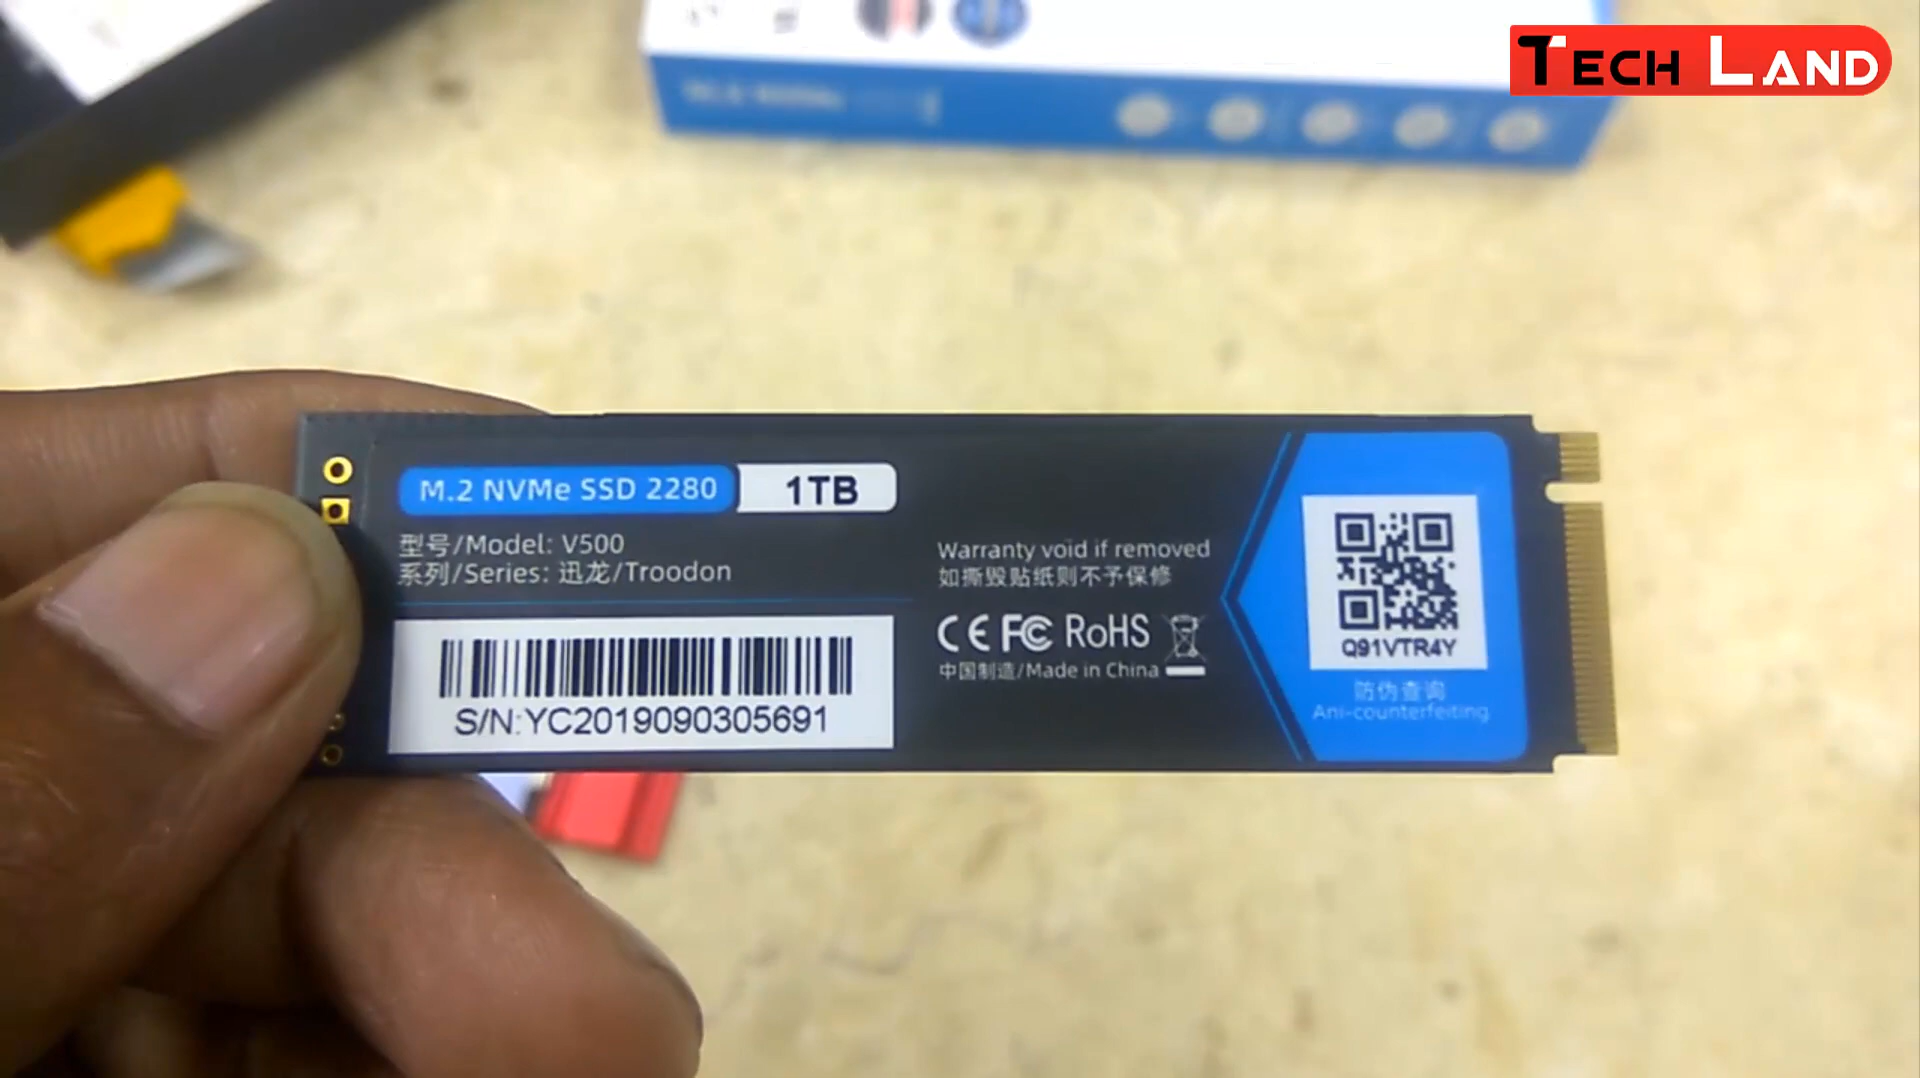 TECH LAND
M.2 NVMe
M.2 NVMe SSD 2280 1TB
型号/Model: V500
系列/Series: 迅龙/Troodon
S/N:YC2019090305691
Warranty void if removed
如撕毁贴纸则不予保修
CE FC RoHS
中国制造/Made in China
Q91VTR4Y
防伪查询
Ani-counterfeiting